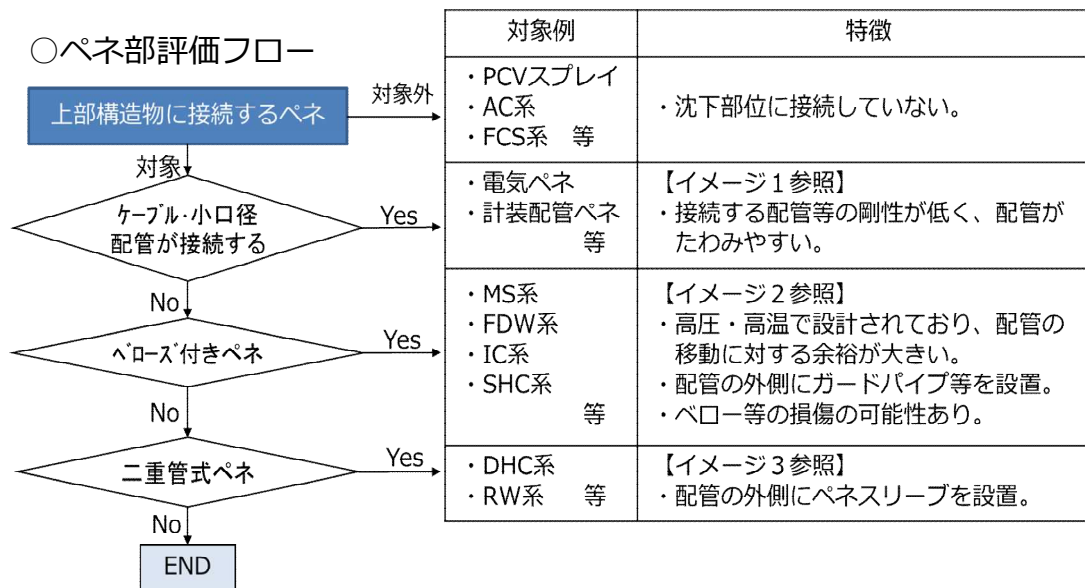 ○ペネ部評価フロー
上部構造物に接続するペネ
対象外
対象
ｹｰﾌﾞﾙ・小口径
配管が接続する
Yes
No
ﾍﾞﾛｰｽﾞ付きペネ
Yes
No
二重管式ペネ
Yes
No
END
対象例
特徴
・PCVスプレイ
・AC系
・FCS系　等
・沈下部位に接続していない。
・電気ペネ
・計装配管ペネ
等
【イメージ１参照】
・接続する配管等の剛性が低く、配管が
たわみやすい。
・MS系
・FDW系
・IC系
・SHC系
等
【イメージ２参照】
・高圧・高温で設計されており、配管の
移動に対する余裕が大きい。
・配管の外側にガードパイプ等を設置。
・ベロー等の損傷の可能性あり。
・DHC系
・RW系　等
【イメージ３参照】
・配管の外側にペネスリーブを設置。